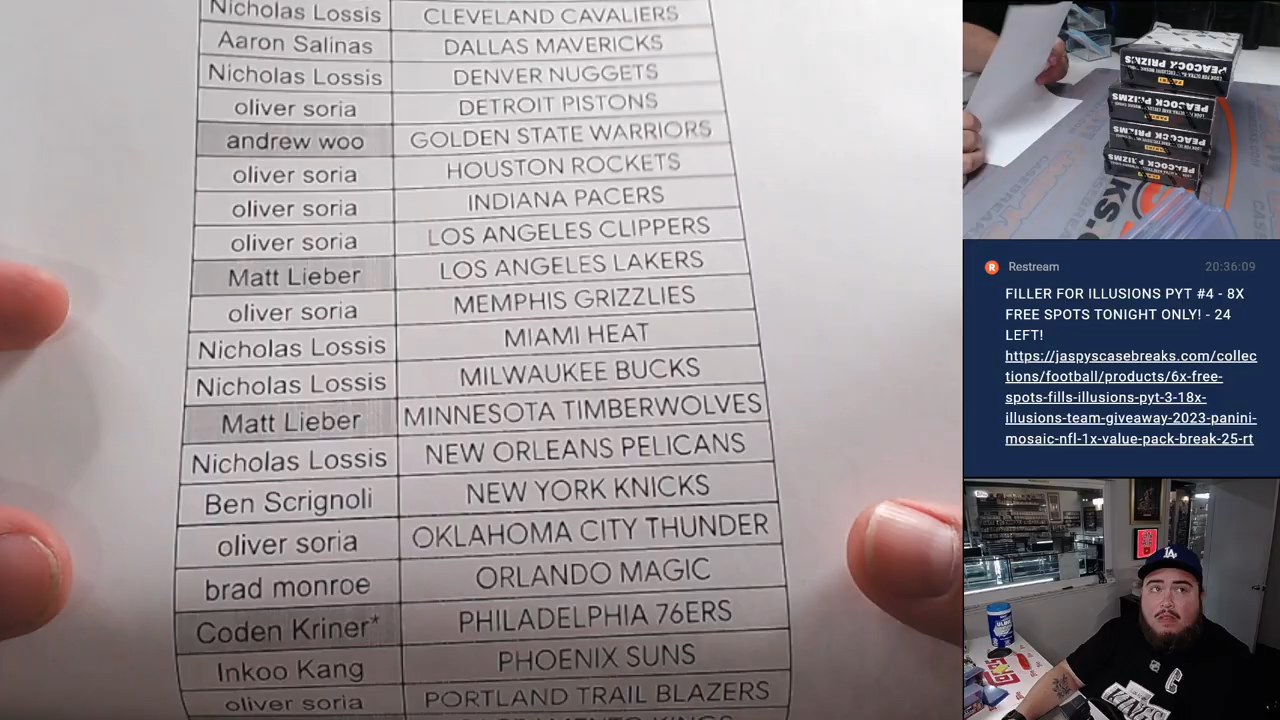 Nicholas Lossis CLEVELAND CAVALIERS
Aaron Salinas DALLAS MAVERICKS
Nicholas Lossis DENVER NUGGETS
oliver soria DETROIT PISTONS
andrew woo GOLDEN STATE WARRIORS
oliver soria HOUSTON ROCKETS
oliver soria INDIANA PACERS
oliver soria LOS ANGELES CLIPPERS
Matt Lieber LOS ANGELES LAKERS
oliver soria MEMPHIS GRIZZLIES
Nicholas Lossis MIAMI HEAT
Nicholas Lossis MILWAUKEE BUCKS
Matt Lieber MINNESOTA TIMBERWOLVES
Nicholas Lossis NEW ORLEANS PELICANS
Ben Scrignoli NEW YORK KNICKS
oliver soria OKLAHOMA CITY THUNDER
brad monroe ORLANDO MAGIC
Coden Kriner* PHILADELPHIA 76ERS
Inkoo Kang PHOENIX SUNS
oliver soria PORTLAND TRAIL BLAZERS
PEACOCK PRIZMS
PEACOCK PRIZMS
PEACOCK PRIZMS
PEACOCK PRIZMS
R Restream 20:36:09
FILLER FOR ILLUSIONS PYT #4 - 8X
FREE SPOTS TONIGHT ONLY! - 24
LEFT!
https://jaspyscasebreaks.com/collec
tions/football/products/6x-free-
spots-fills-illusions-pyt-3-18x-
illusions-team-giveaway-2023-panini-
mosaic-nfl-1x-value-pack-break-25-rt
LA
C